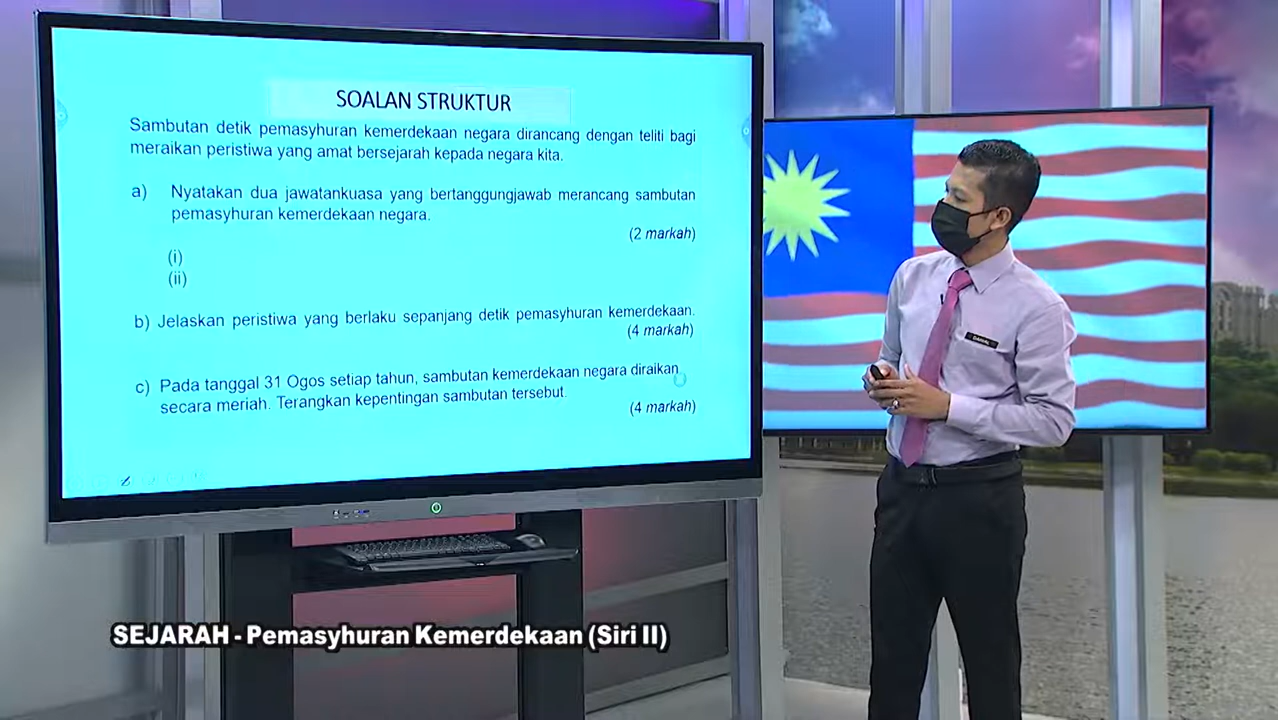 SOALAN STRUKTUR
Sambutan detik pemasyhuran kemerdekaan negara dirancang dengan teliti bagi
meraikan peristiwa yang amat bersejarah kepada negara kita.
a) Nyatakan dua jawatankuasa yang bertanggungjawab merancang sambutan
pemasyhuran kemerdekaan negara.
(2 markah)
(i)
(ii)
b) Jelaskan peristiwa yang berlaku sepanjang detik pemasyhuran kemerdekaan.
(4 markah)
c) Pada tanggal 31 Ogos setiap tahun, sambutan kemerdekaan negara diraikan
secara meriah. Terangkan kepentingan sambutan tersebut.
(4 markah)
SEJARAH - Pemasyhuran Kemerdekaan (Siri II)